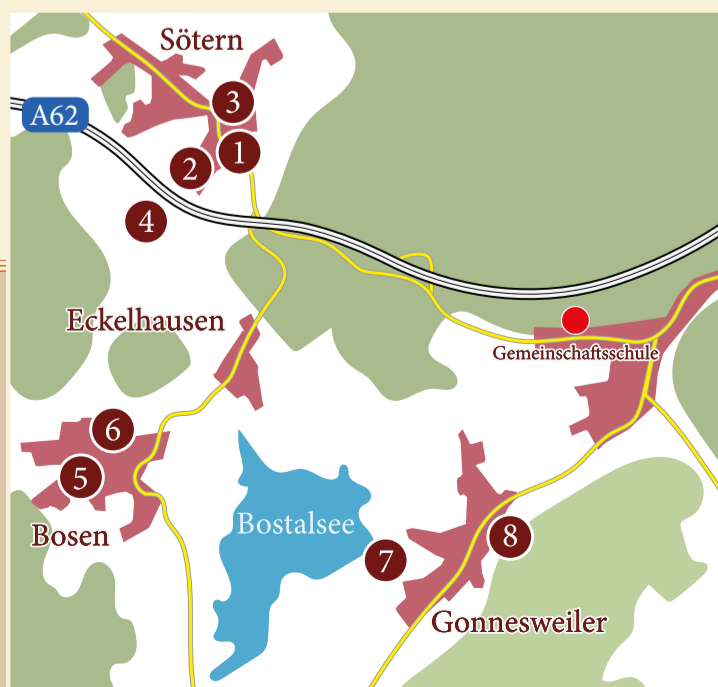 Sötern
A62
3
1
2
4
Eckelhausen
Gemeinschaftsschule
6
5
Bosen
Bostalsee
8
7
Gonnesweiler